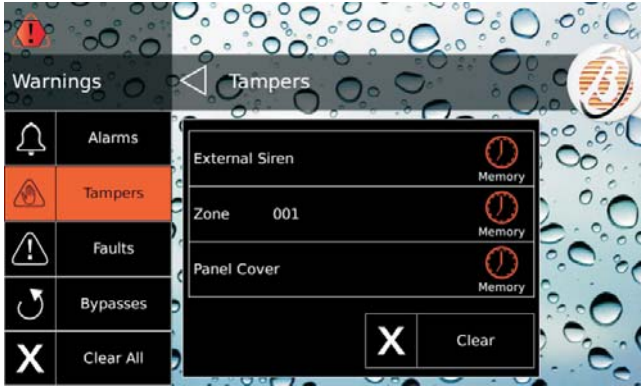 Warnings
Tampers
Alarms
Tampers
Faults
Bypasses
X Clear All
External Siren
Memory
Zone 001
Memory
Panel Cover
Memory
X Clear